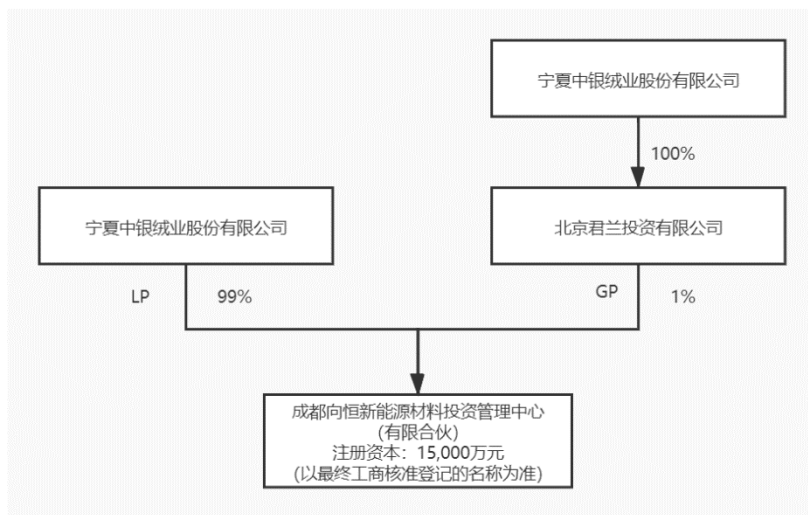 宁夏中银绒业股份有限公司
100%
宁夏中银绒业股份有限公司
北京君兰投资有限公司
LP
99%
GP
1%
成都向恒新能源材料投资管理中心
(有限合伙)
注册资本：15,000万元
(以最终工商核准登记的名称为准)